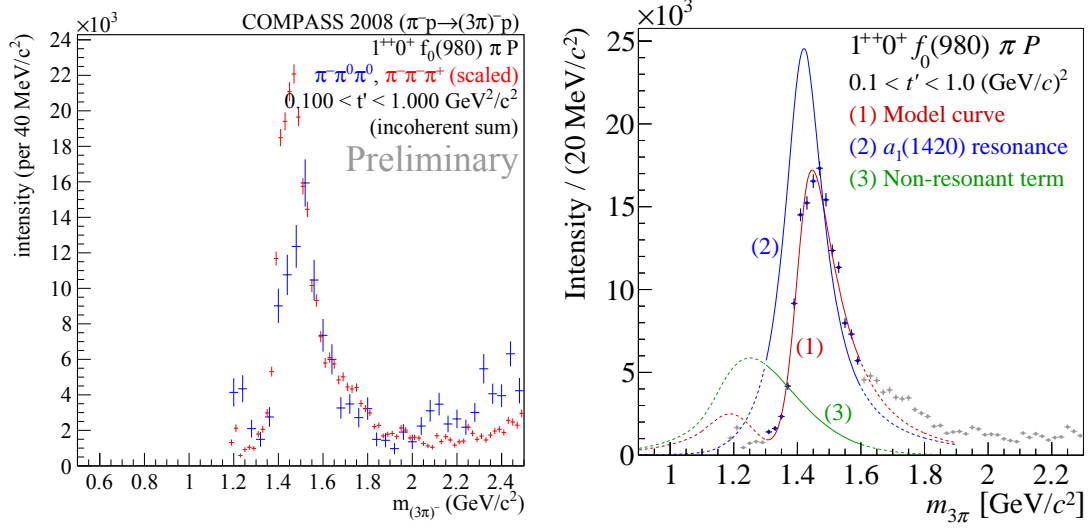 COMPASS 2008 (π⁻p→(3π)⁻p)
×10³
1⁺⁺0⁺ f₀(980) π P
π⁻π⁰π⁰, π⁻π⁻π⁺ (scaled)
0.100 < t' < 1.000 GeV²/c²
(incoherent sum)
Preliminary
intensity (per 40 MeV/c²)
24
22
20
18
16
14
12
10
8
6
4
2
0
0.6 0.8 1 1.2 1.4 1.6 1.8 2 2.2 2.4
m(3π)⁻ (GeV/c²)
×10³
1⁺⁺0⁺ f₀(980) π P
0.1 < t' < 1.0 (GeV/c)²
(1) Model curve
(2) a₁(1420) resonance
(3) Non-resonant term
Intensity / (20 MeV/c²)
25
20
15
10
5
0
(2)
(1)
(3)
1 1.2 1.4 1.6 1.8 2 2.2
m3π [GeV/c²]